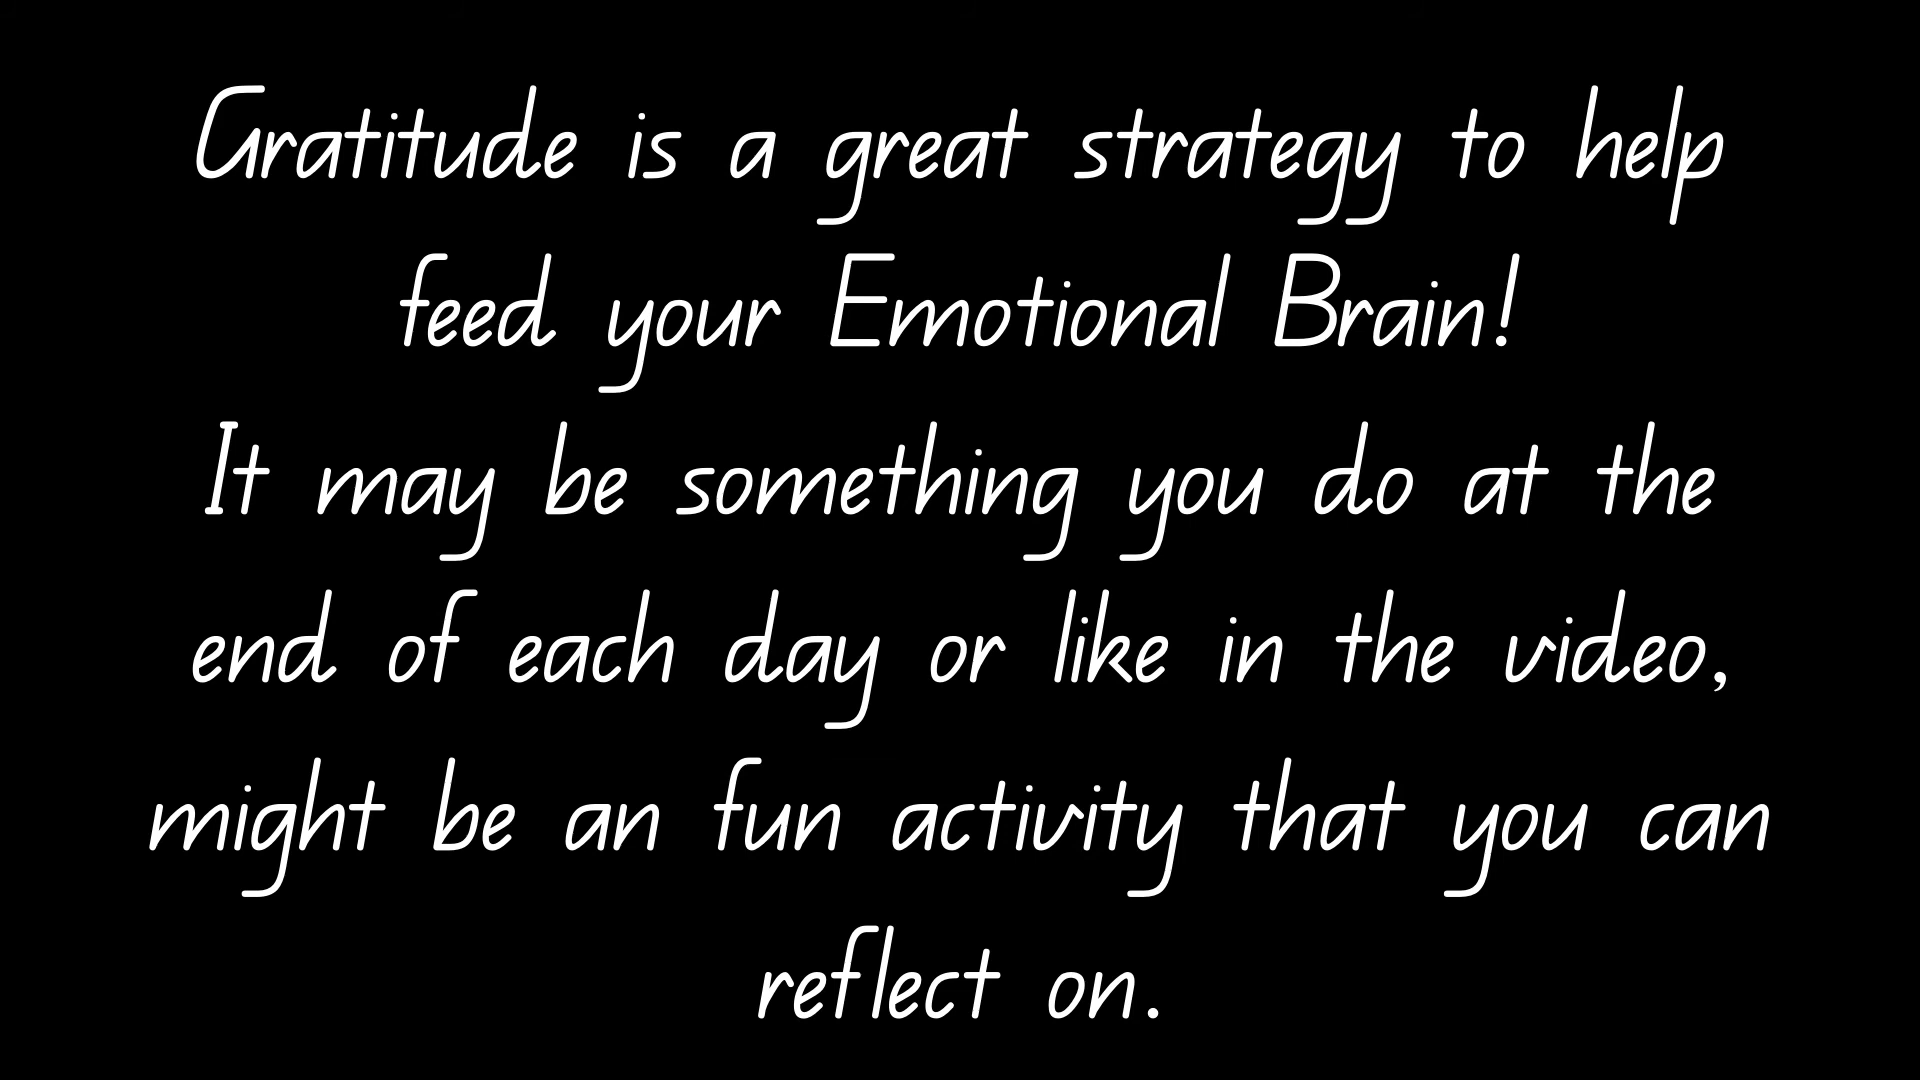 Gratitude is a great strategy to help
feed your Emotional Brain!
It may be something you do at the
end of each day or like in the video,
might be an fun activity that you can
reflect on.